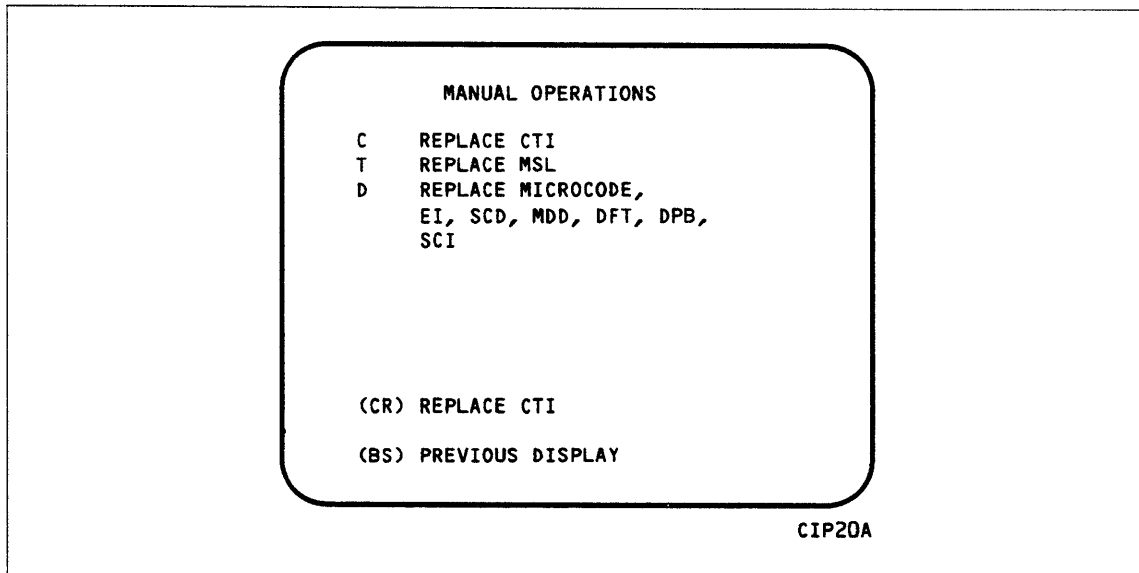 MANUAL OPERATIONS
C REPLACE CTI
T REPLACE MSL
D REPLACE MICROCODE,
EI, SCD, MDD, DFT, DPB,
SCI
(CR) REPLACE CTI
(BS) PREVIOUS DISPLAY
CIP20A